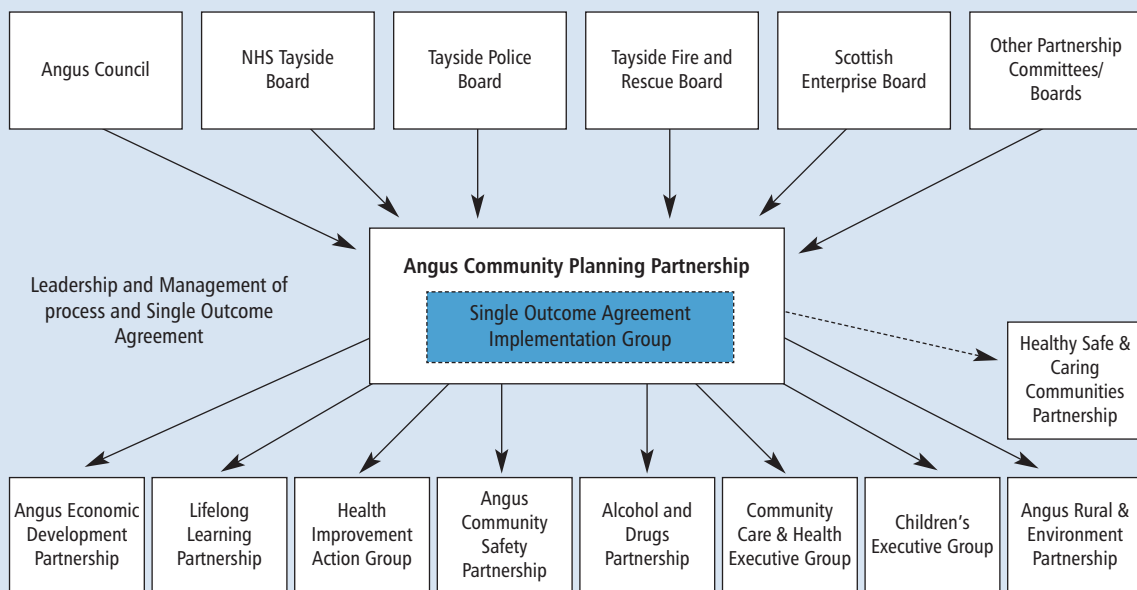 Angus Council
NHS Tayside
Board
Tayside Police
Board
Tayside Fire and
Rescue Board
Scottish
Enterprise Board
Other Partnership
Committees/
Boards
Angus Community Planning Partnership
Single Outcome Agreement
Implementation Group
Leadership and Management of
process and Single Outcome
Agreement
Healthy Safe &
Caring
Communities
Partnership
Angus Economic
Development
Partnership
Lifelong
Learning
Partnership
Health
Improvement
Action Group
Angus
Community
Safety
Partnership
Alcohol and
Drugs
Partnership
Community
Care & Health
Executive Group
Children's
Executive Group
Angus Rural &
Environment
Partnership